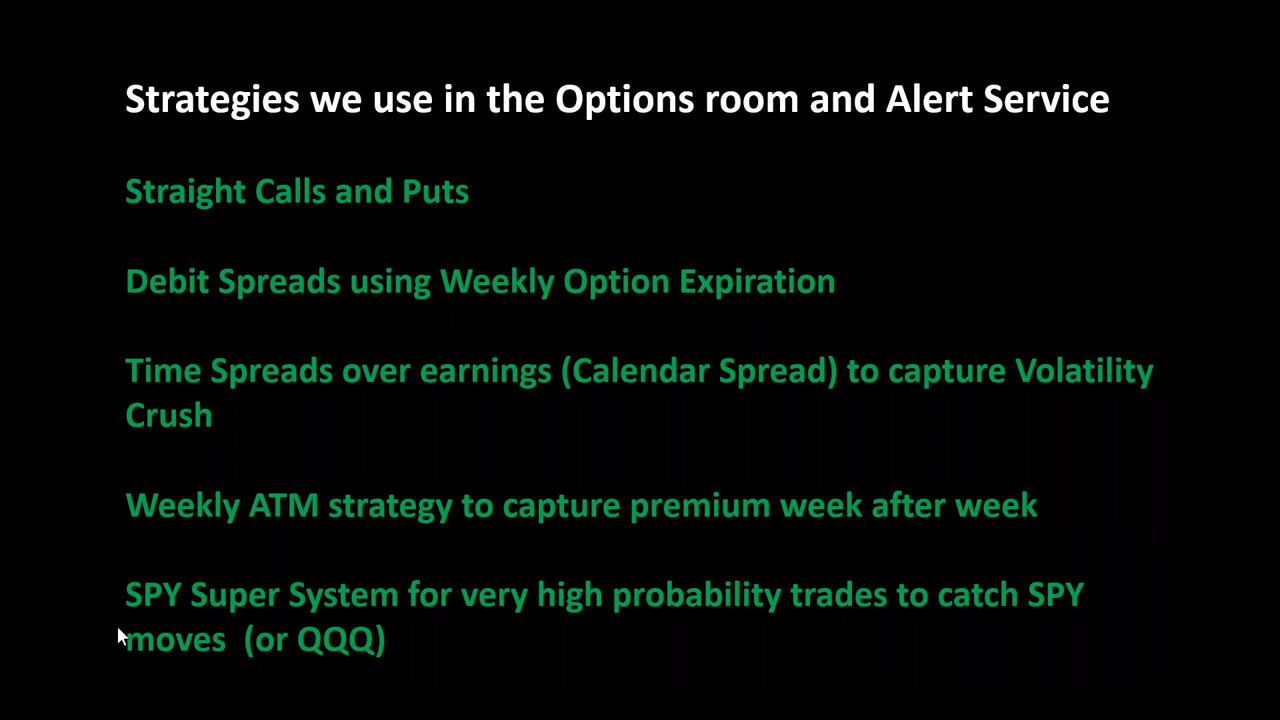 Strategies we use in the Options room and Alert Service
Straight Calls and Puts
Debit Spreads using Weekly Option Expiration
Time Spreads over earnings (Calendar Spread) to capture Volatility
Crush
Weekly ATM strategy to capture premium week after week
SPY Super System for very high probability trades to catch SPY
moves  (or QQQ)